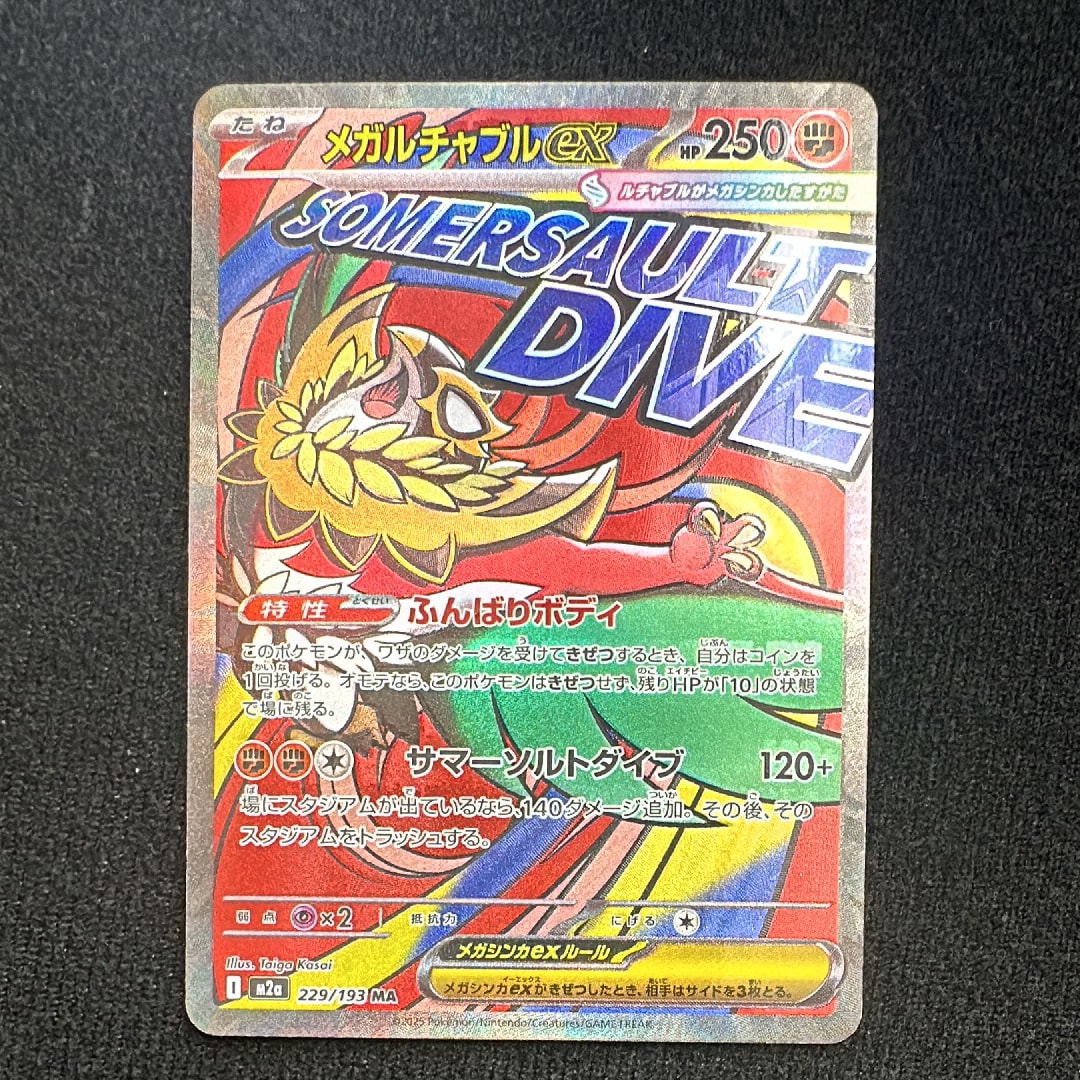 たね
メガルチャブルex
HP 250
ルチャブルがメガシンカしたすがた
SOMERSAULT
DIVE
特性 とくせい ふんばりボディ
このポケモンが、ワザのダメージを受けてきぜつするとき、自分はコインを
1回投げる。オモテなら、このポケモンはきぜつせず、残りHPが「10」の状態
で場に残る。
サマーソルトダイブ 120+
場にスタジアムが出ているなら、140ダメージ追加。その後、その
スタジアムをトラッシュする。
弱点 ×2 抵抗力 にげる
Illus. Taiga Kasai
メガシンカexルール
メガシンカexがきぜつしたとき、相手はサイドを3枚とる。
I M2a 229/193 MA
©2025 Pokémon/Nintendo/Creatures/GAME FREAK